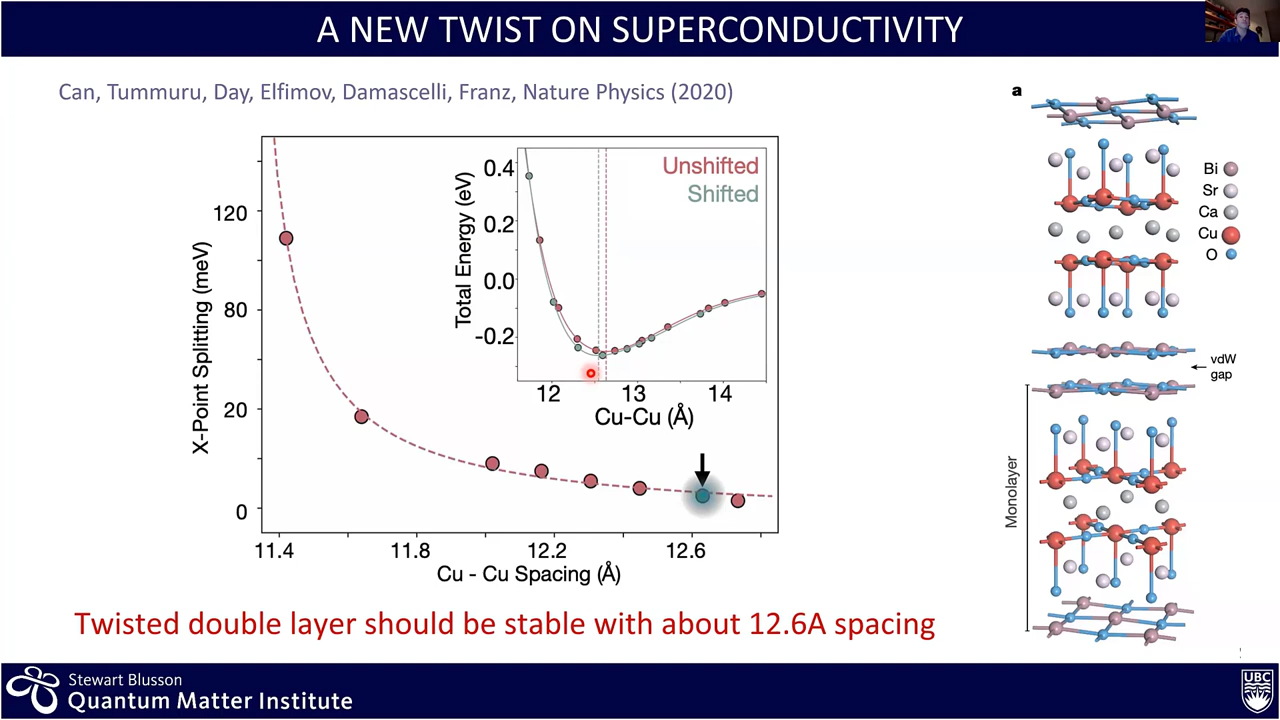 A NEW TWIST ON SUPERCONDUCTIVITY
Can, Tummuru, Day, Elfimov, Damascelli, Franz, Nature Physics (2020)
X-Point Splitting (meV)
120
80
20
0
11.4
11.8
12.2
12.6
Cu - Cu Spacing (Å)
Total Energy (eV)
0.4
0.2
0.0
-0.2
12
13
14
Cu-Cu (Å)
Unshifted
Shifted
a
Bi
Sr
Ca
Cu
O
vdW
gap
Monolayer
Twisted double layer should be stable with about 12.6A spacing
Stewart Blusson
Quantum Matter Institute
UBC